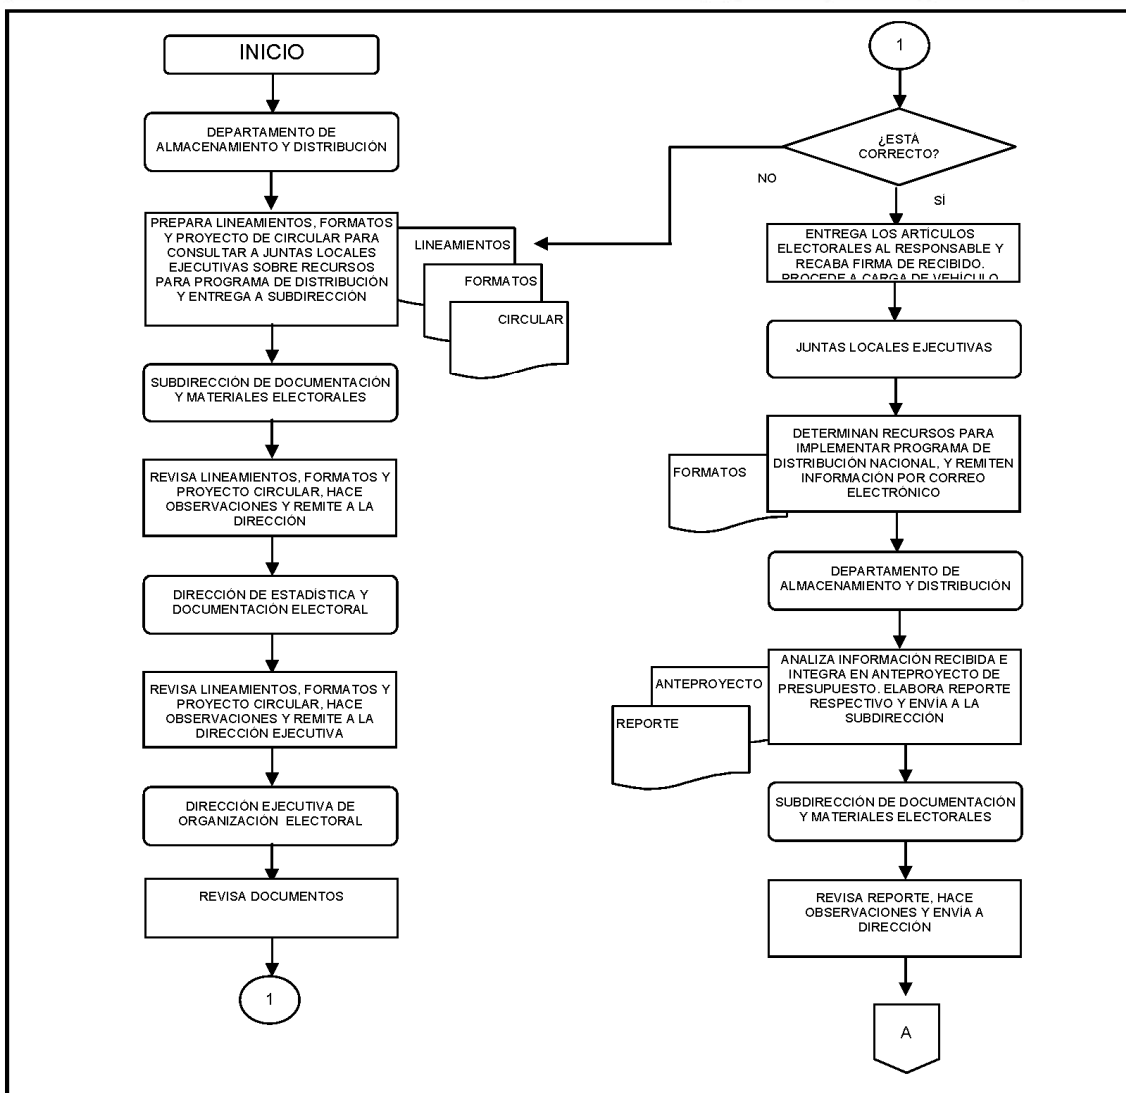 INICIO
DEPARTAMENTO DE
ALMACENAMIENTO Y DISTRIBUCIÓN
PREPARA LINEAMIENTOS, FORMATOS
Y PROYECTO DE CIRCULAR PARA
CONSULTAR A JUNTAS LOCALES
EJECUTIVAS SOBRE RECURSOS
PARA PROGRAMA DE DISTRIBUCIÓN
Y ENTREGA A SUBDIRECCIÓN
LINEAMIENTOS
FORMATOS
CIRCULAR
SUBDIRECCIÓN DE DOCUMENTACIÓN
Y MATERIALES ELECTORALES
REVISA LINEAMIENTOS, FORMATOS Y
PROYECTO CIRCULAR, HACE
OBSERVACIONES Y REMITE A LA
DIRECCIÓN
DIRECCIÓN DE ESTADÍSTICA Y
DOCUMENTACIÓN ELECTORAL
REVISA LINEAMIENTOS, FORMATOS Y
PROYECTO CIRCULAR, HACE
OBSERVACIONES Y REMITE A LA
DIRECCIÓN EJECUTIVA
DIRECCIÓN EJECUTIVA DE
ORGANIZACIÓN ELECTORAL
REVISA DOCUMENTOS
1
1
¿ESTÁ
CORRECTO?
NO
SÍ
ENTREGA LOS ARTÍCULOS
ELECTORALES AL RESPONSABLE Y
RECABA FIRMA DE RECIBIDO.
PROCEDE A CARGA DE VEHÍCULO
JUNTAS LOCALES EJECUTIVAS
DETERMINAN RECURSOS PARA
IMPLEMENTAR PROGRAMA DE
DISTRIBUCIÓN NACIONAL, Y REMITEN
INFORMACIÓN POR CORREO
ELECTRÓNICO
FORMATOS
DEPARTAMENTO DE
ALMACENAMIENTO Y DISTRIBUCIÓN
ANALIZA INFORMACIÓN RECIBIDA E
INTEGRA EN ANTEPROYECTO DE
PRESUPUESTO. ELABORA REPORTE
RESPECTIVO Y ENVÍA A LA
SUBDIRECCIÓN
ANTEPROYECTO
REPORTE
SUBDIRECCIÓN DE DOCUMENTACIÓN
Y MATERIALES ELECTORALES
REVISA REPORTE, HACE
OBSERVACIONES Y ENVÍA A
DIRECCIÓN
A